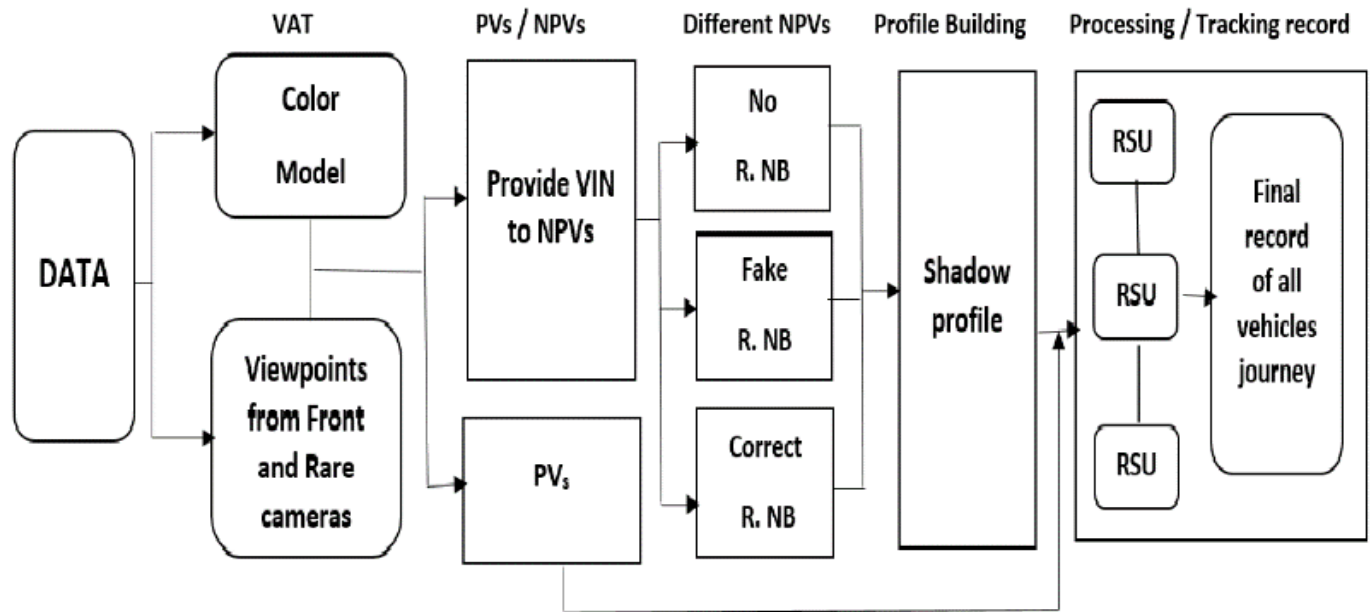 VAT
PVs / NPVs
Different NPVs
Profile Building
Processing / Tracking record
DATA
Color
Model
Viewpoints
from Front
and Rare
cameras
Provide VIN
to NPVs
PVs
No
R. NB
Fake
R. NB
Correct
R. NB
Shadow
profile
RSU
RSU
RSU
Final
record
of all
vehicles
journey